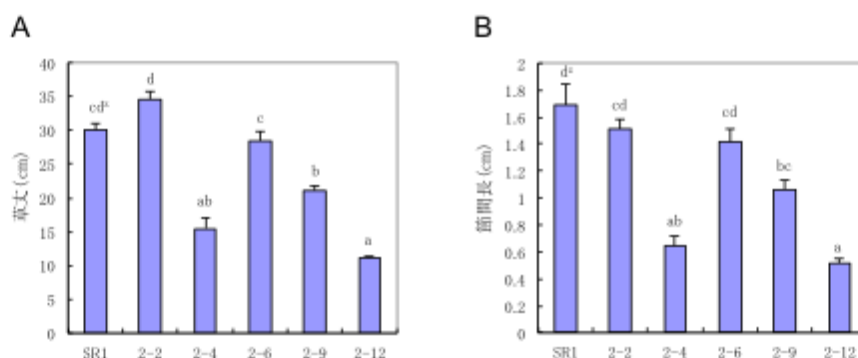 A
草丈(cm)
40
35
30
25
20
15
10
5
0
cdᶻ
d
ab
c
b
a
SR1 2-2 2-4 2-6 2-9 2-12
B
節間長(cm)
2
1.8
1.6
1.4
1.2
1
0.8
0.6
0.4
0.2
0
dᶻ
cd
ab
cd
bc
a
SR1 2-2 2-4 2-6 2-9 2-12